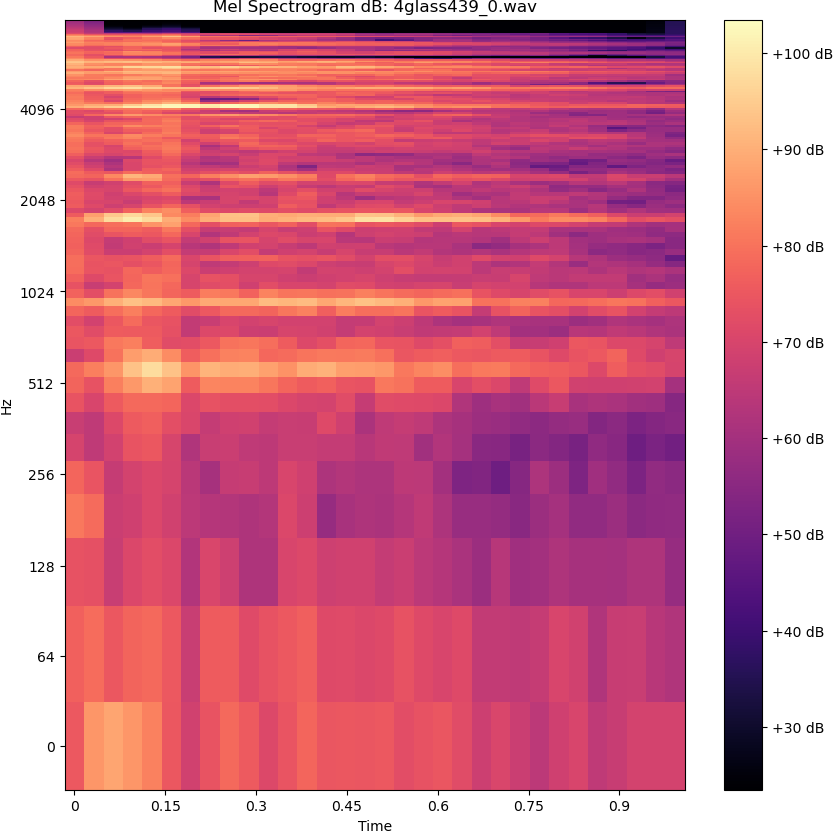 Mel Spectrogram dB: 4glass439_0.wav
+100 dB
+90 dB
+80 dB
+70 dB
+60 dB
+50 dB
+40 dB
+30 dB
4096
2048
1024
512
256
128
64
0
Hz
0 0.15 0.3 0.45 0.6 0.75 0.9
Time